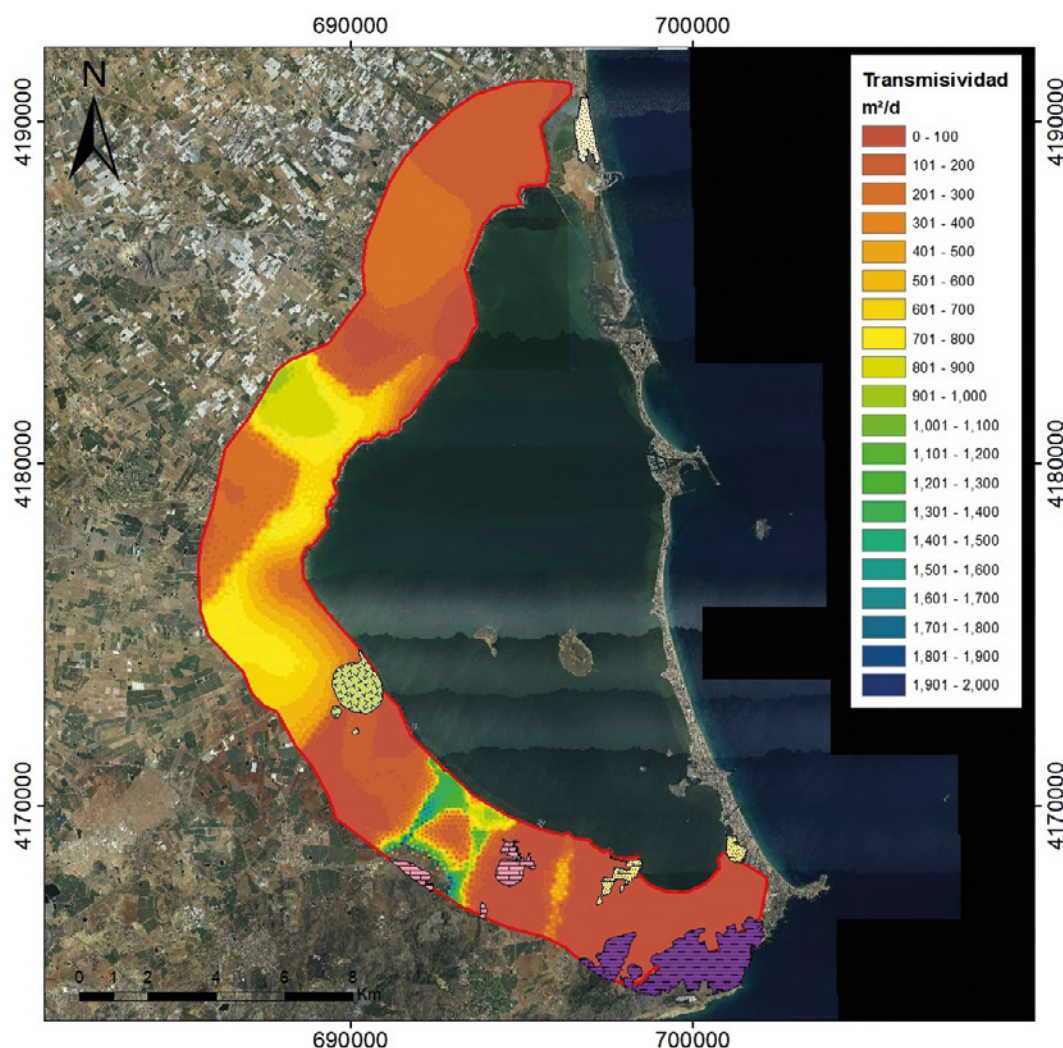 690000
700000
N
4190000
4190000
4180000
4180000
4170000
4170000
Transmisividad
m²/d
0 - 100
101 - 200
201 - 300
301 - 400
401 - 500
501 - 600
601 - 700
701 - 800
801 - 900
901 - 1,000
1,001 - 1,100
1,101 - 1,200
1,201 - 1,300
1,301 - 1,400
1,401 - 1,500
1,501 - 1,600
1,601 - 1,700
1,701 - 1,800
1,801 - 1,900
1,901 - 2,000
0 1 2 4 6 8
Km
690000
700000